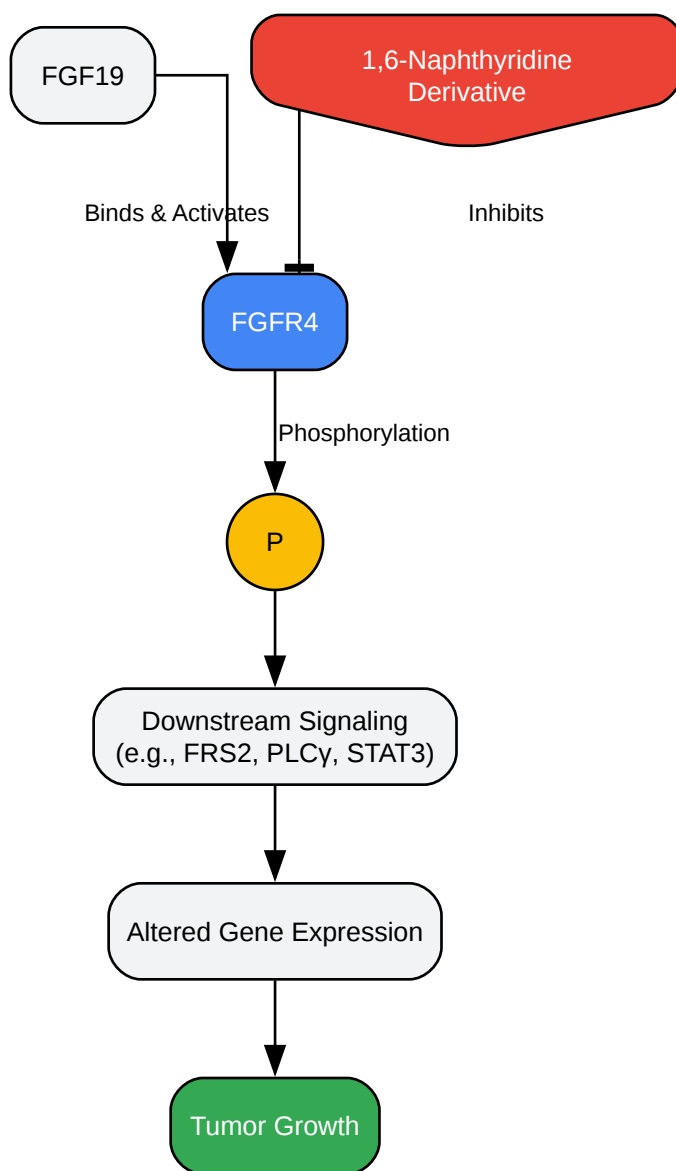 FGF19
1,6-Naphthyridine
Derivative
Binds & Activates
Inhibits
FGFR4
Phosphorylation
P
Downstream Signaling
(e.g., FRS2, PLCγ, STAT3)
Altered Gene Expression
Tumor Growth